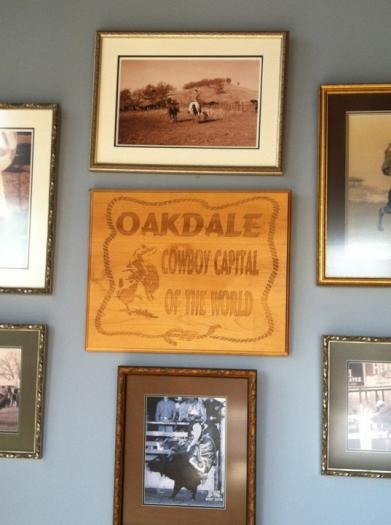 OAKDALE
COWBOY CAPITAL
OF THE WORLD